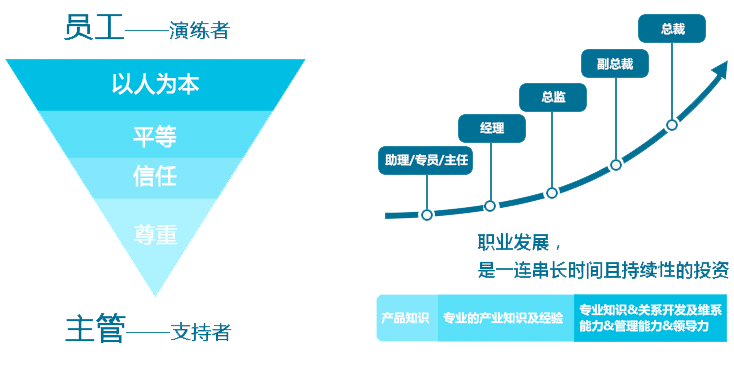 员工——演练者
以人为本
平等
信任
尊重
主管——支持者
总裁
副总裁
总监
经理
助理/专员/主任
职业发展，
是一连串长时间且持续性的投资
产品知识
专业的产业知识及经验
专业知识&关系开发及维系
能力&管理能力&领导力